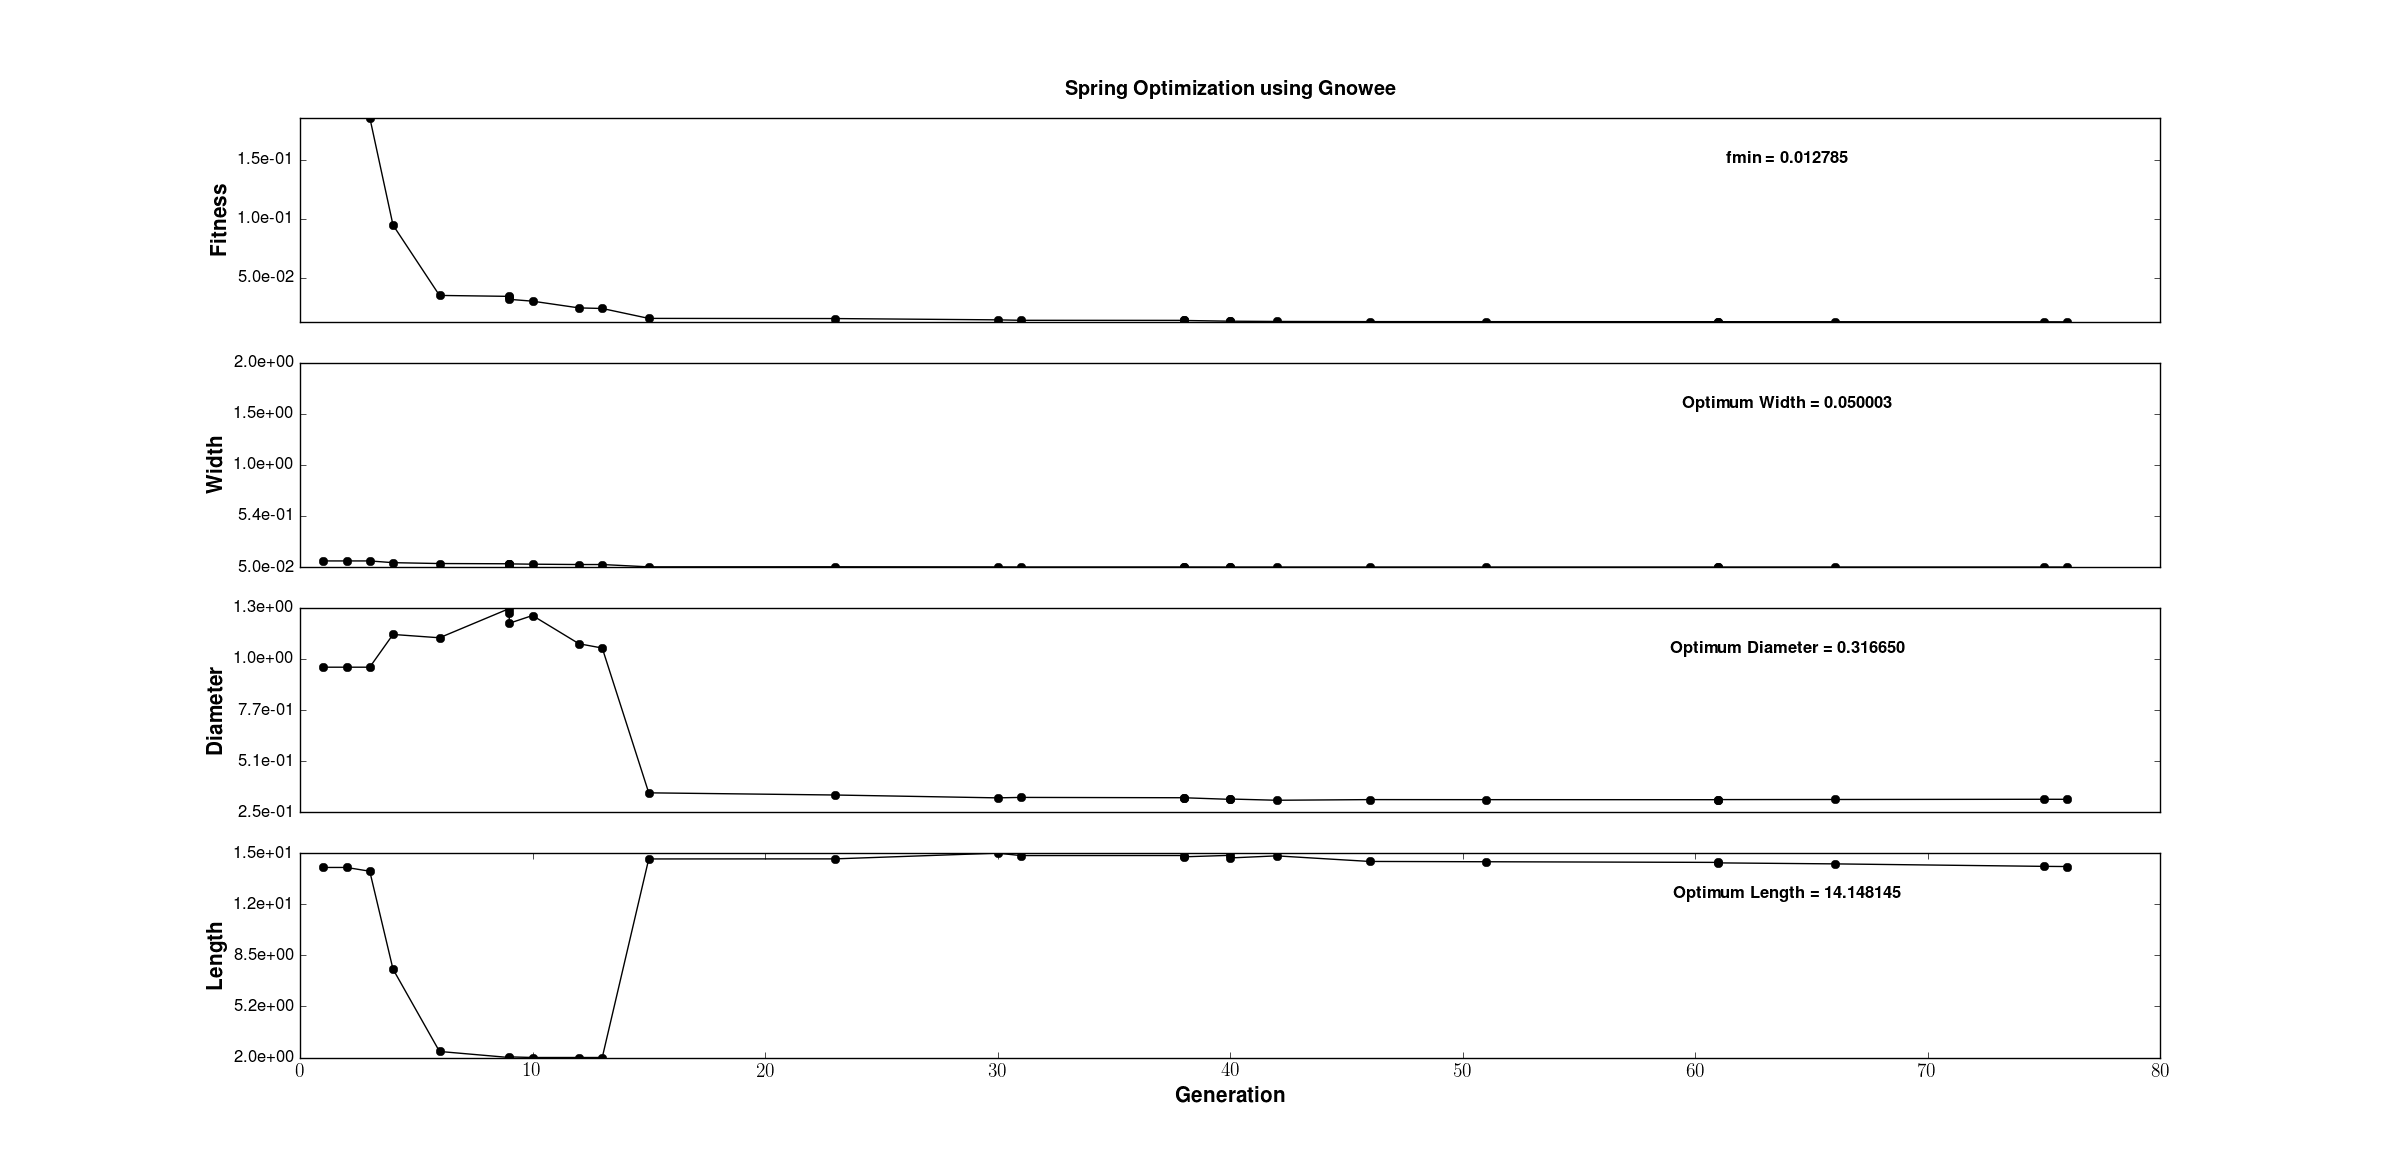 Spring Optimization using Gnowee
Fitness
1.5e-01
1.0e-01
5.0e-02
fmin = 0.012785
Width
2.0e+00
1.5e+00
1.0e+00
5.4e-01
5.0e-02
Optimum Width = 0.050003
Diameter
1.3e+00
1.0e+00
7.7e-01
5.1e-01
2.5e-01
Optimum Diameter = 0.316650
Length
1.5e+01
1.2e+01
8.5e+00
5.2e+00
2.0e+00
Optimum Length = 14.148145
0 10 20 30 40 50 60 70 80
Generation